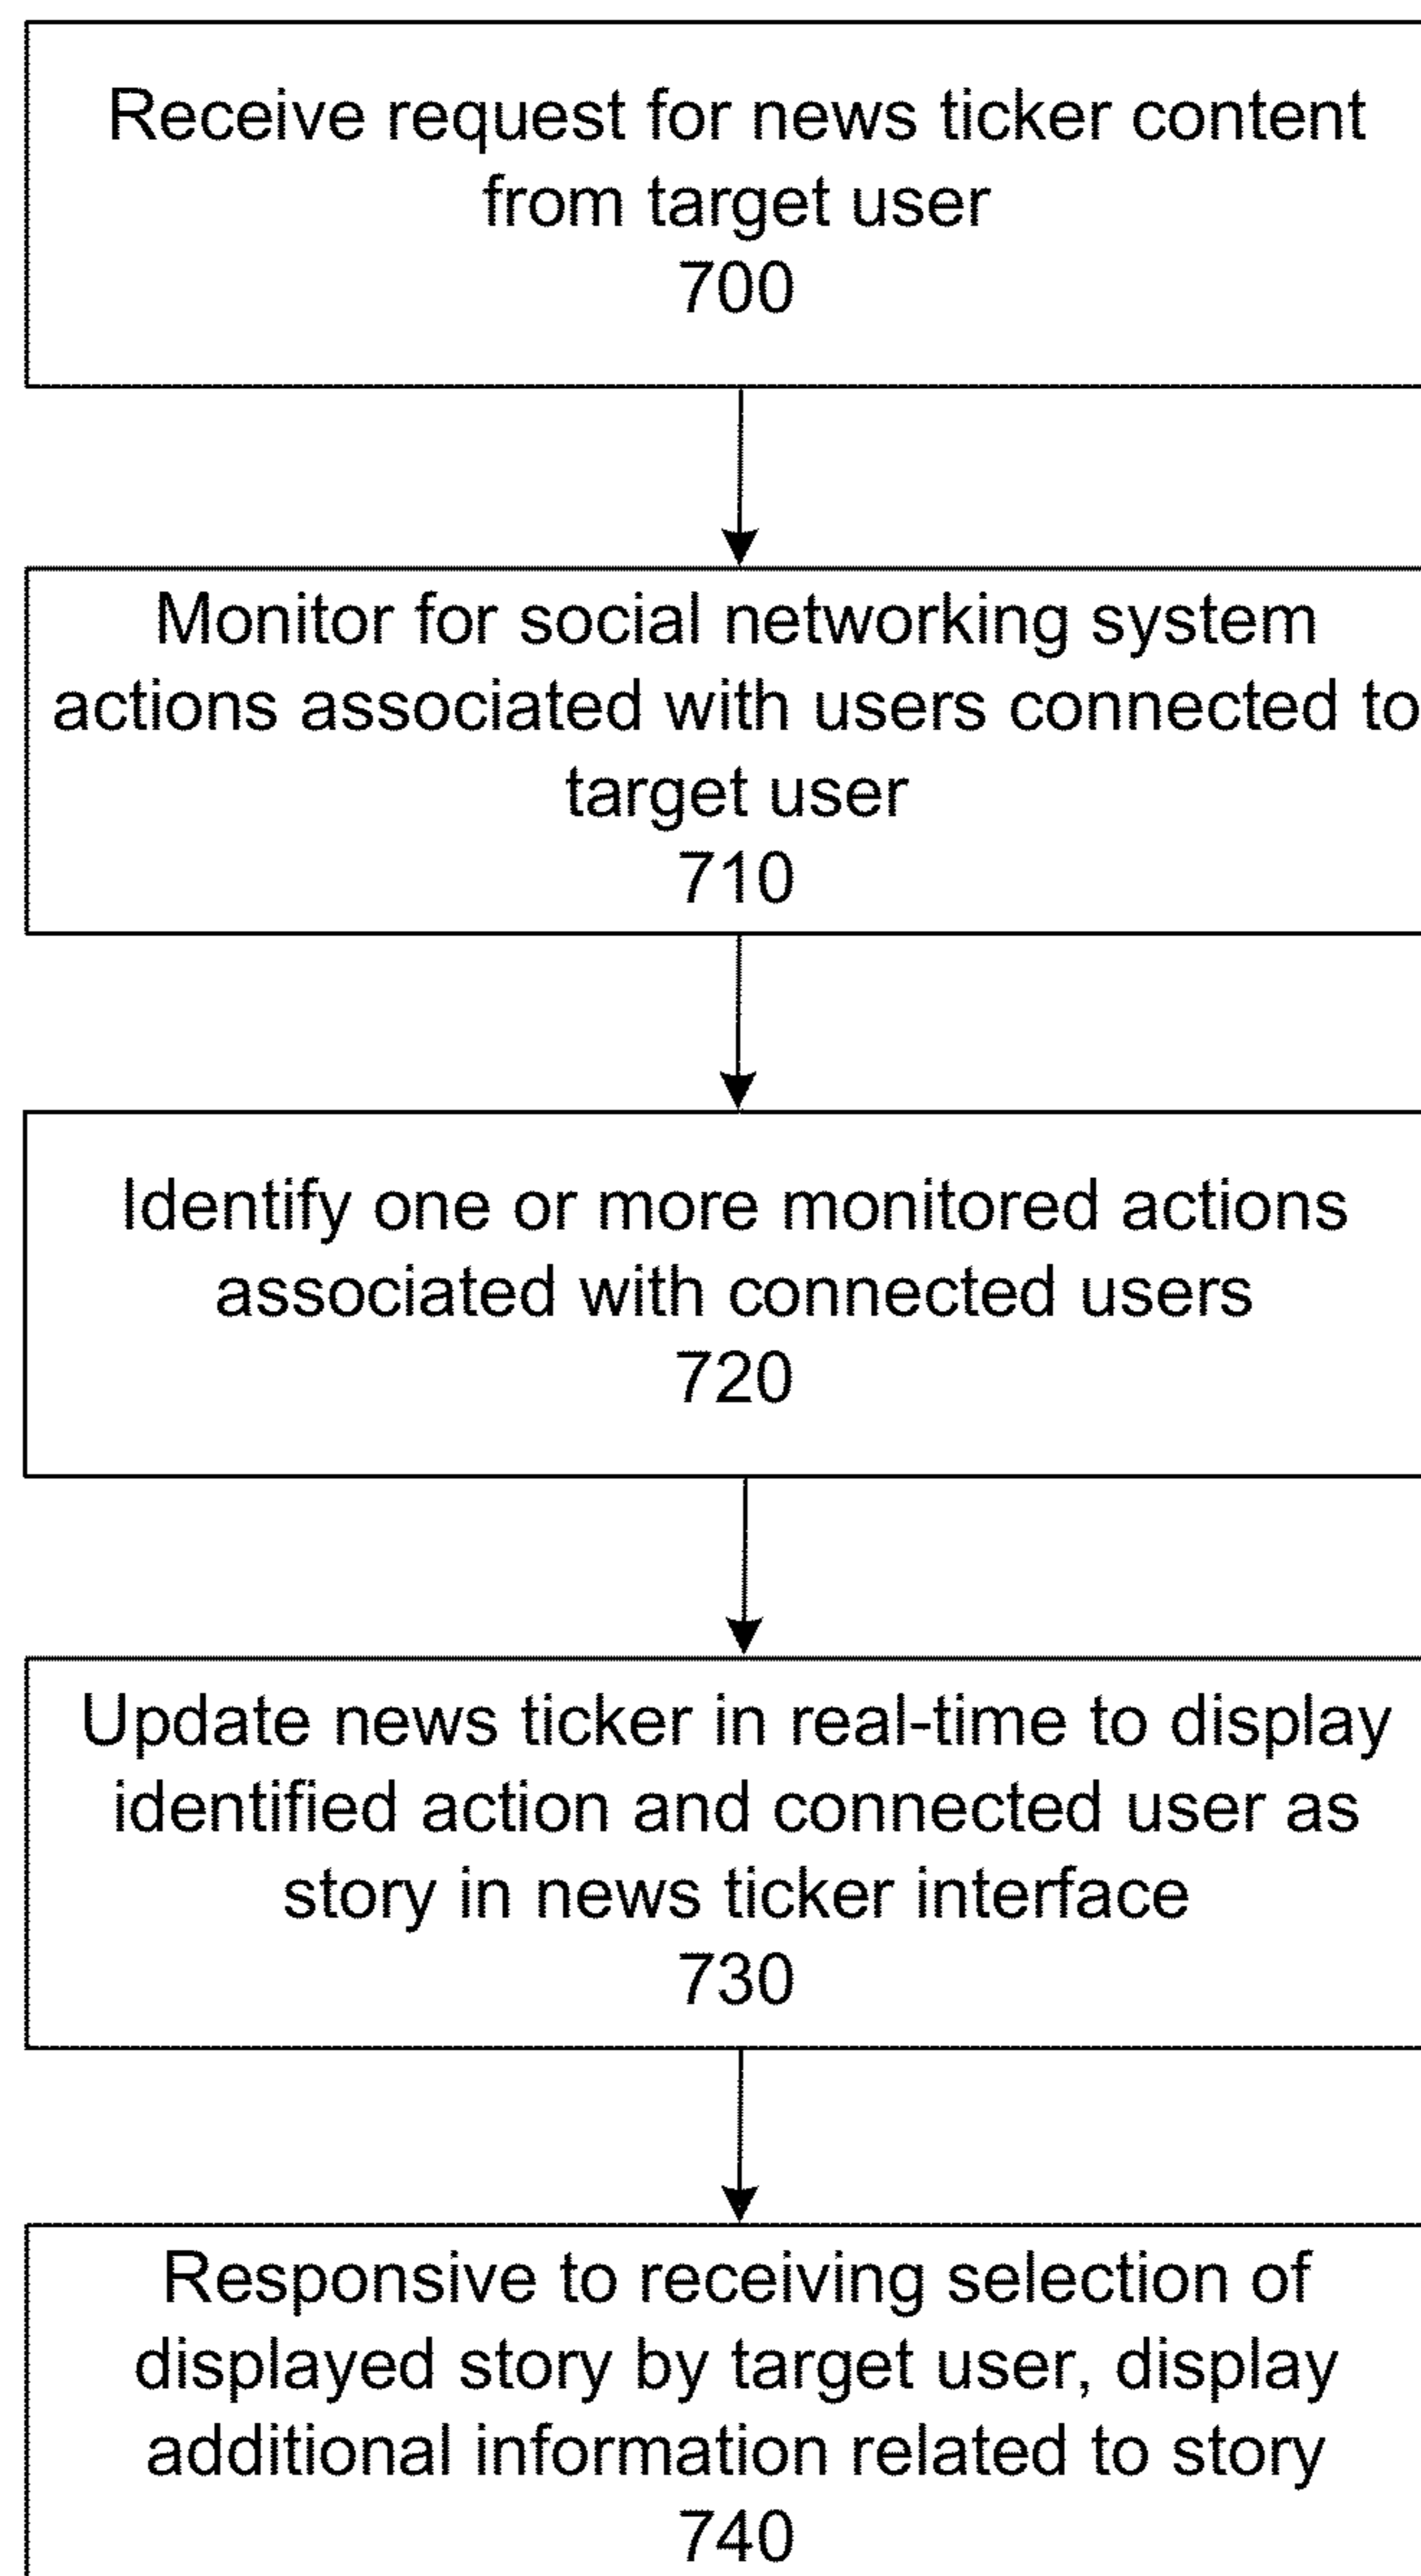 Receive request for news ticker content
from target user
700
Monitor for social networking system
actions associated with users connected to
target user
710
Identify one or more monitored actions
associated with connected users
720
Update news ticker in real-time to display
identified action and connected user as
story in news ticker interface
730
Responsive to receiving selection of
displayed story by target user, display
additional information related to story
740